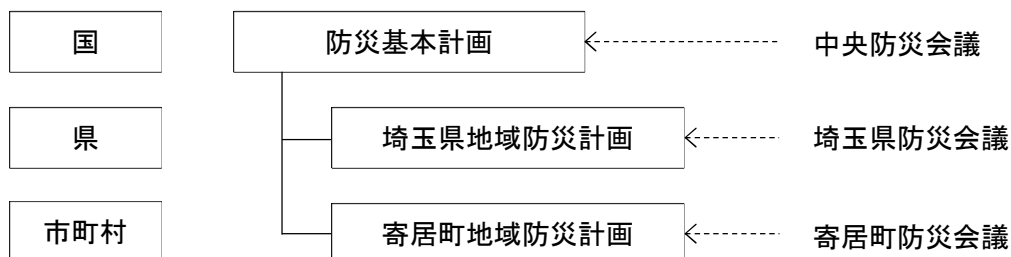 国 防災基本計画 中央防災会議
県 埼玉県地域防災計画 埼玉県防災会議
市町村 寄居町地域防災計画 寄居町防災会議